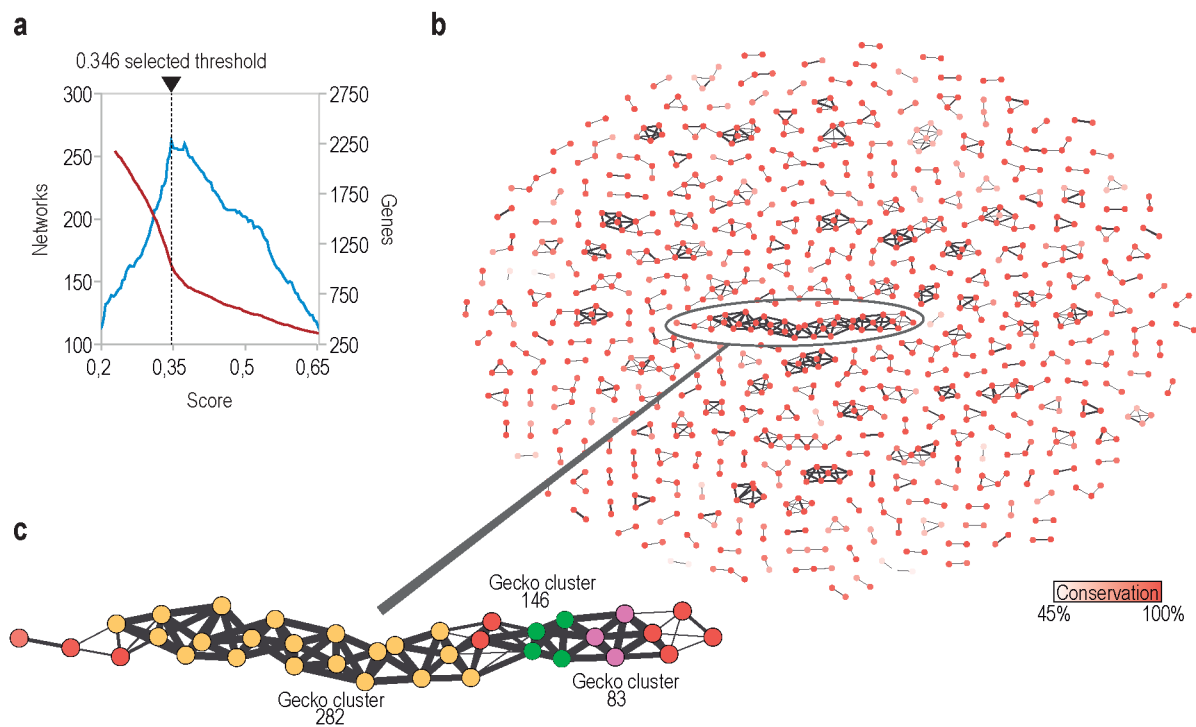 a
0.346 selected threshold
300
250
200
150
100
Networks
2750
2250
1750
1250
750
250
Genes
0,2
0,35
0,5
0,65
Score
b
Conservation
45%
100%
c
Gecko cluster
146
Gecko cluster
282
Gecko cluster
83